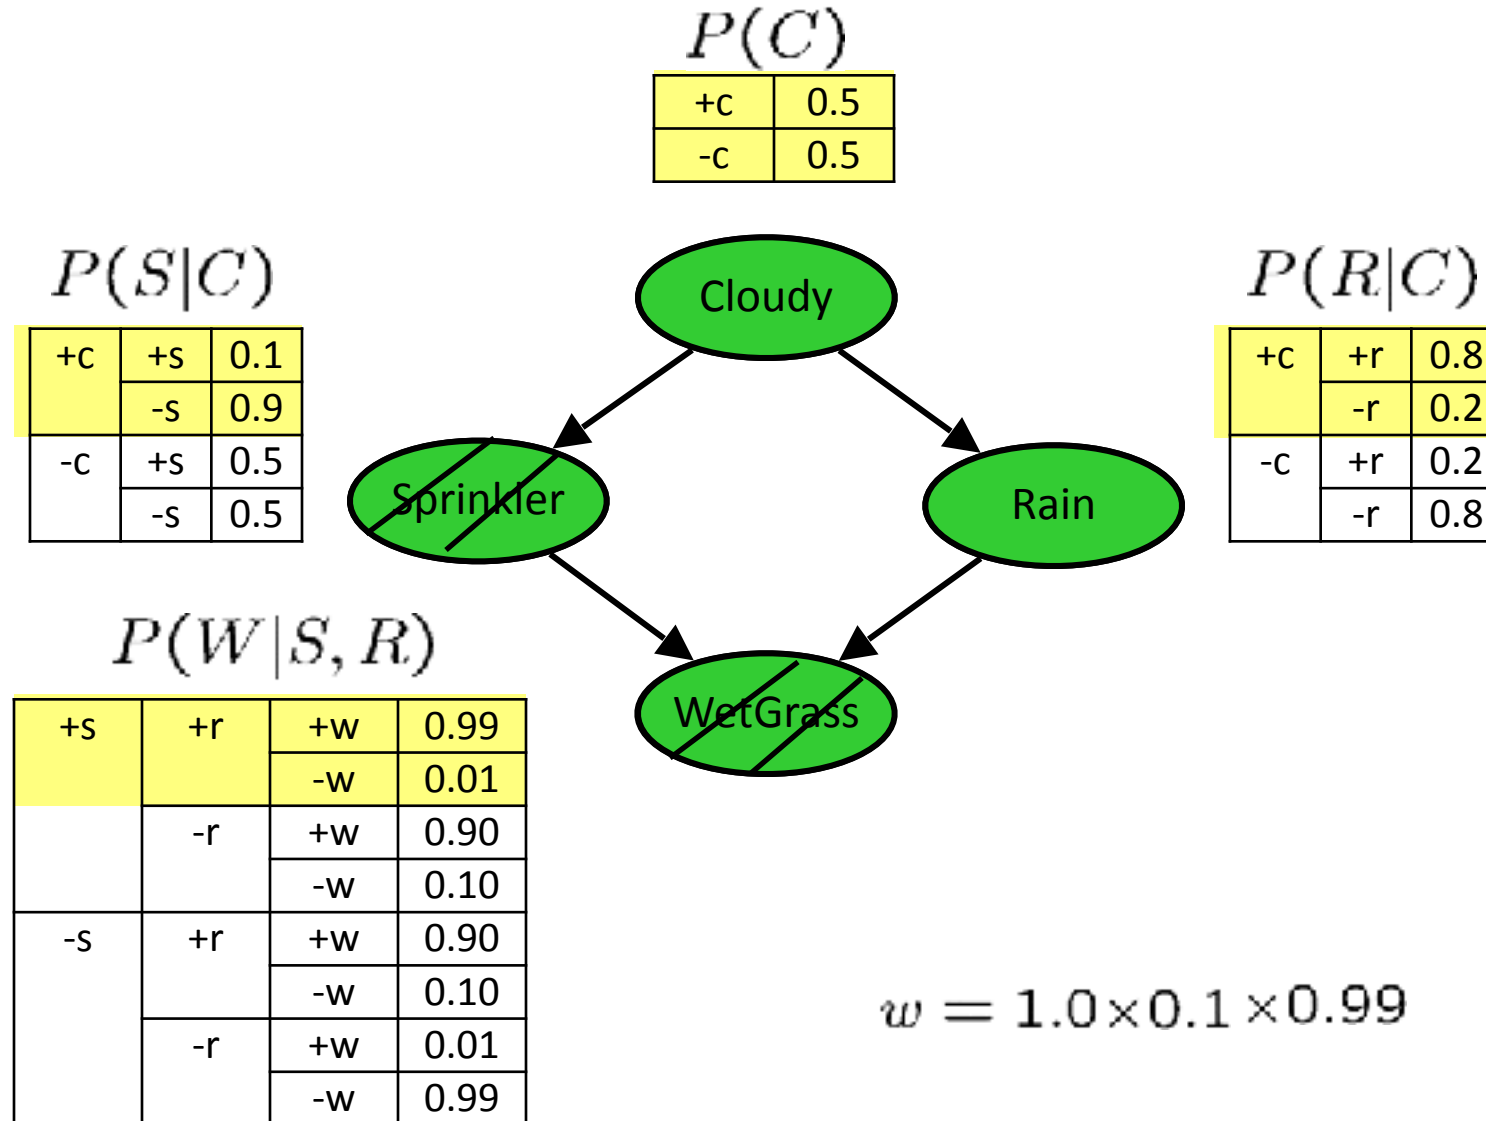 P(C)
+c 0.5
-c 0.5
P(S|C)
+c +s 0.1
-s 0.9
-c +s 0.5
-s 0.5
Cloudy
P(R|C)
+c +r 0.8
-r 0.2
-c +r 0.2
-r 0.8
Sprinkler
Rain
P(W|S, R)
+s +r +w 0.99
-w 0.01
-r +w 0.90
-w 0.10
-s +r +w 0.90
-w 0.10
-r +w 0.01
-w 0.99
WetGrass
w = 1.0×0.1×0.99